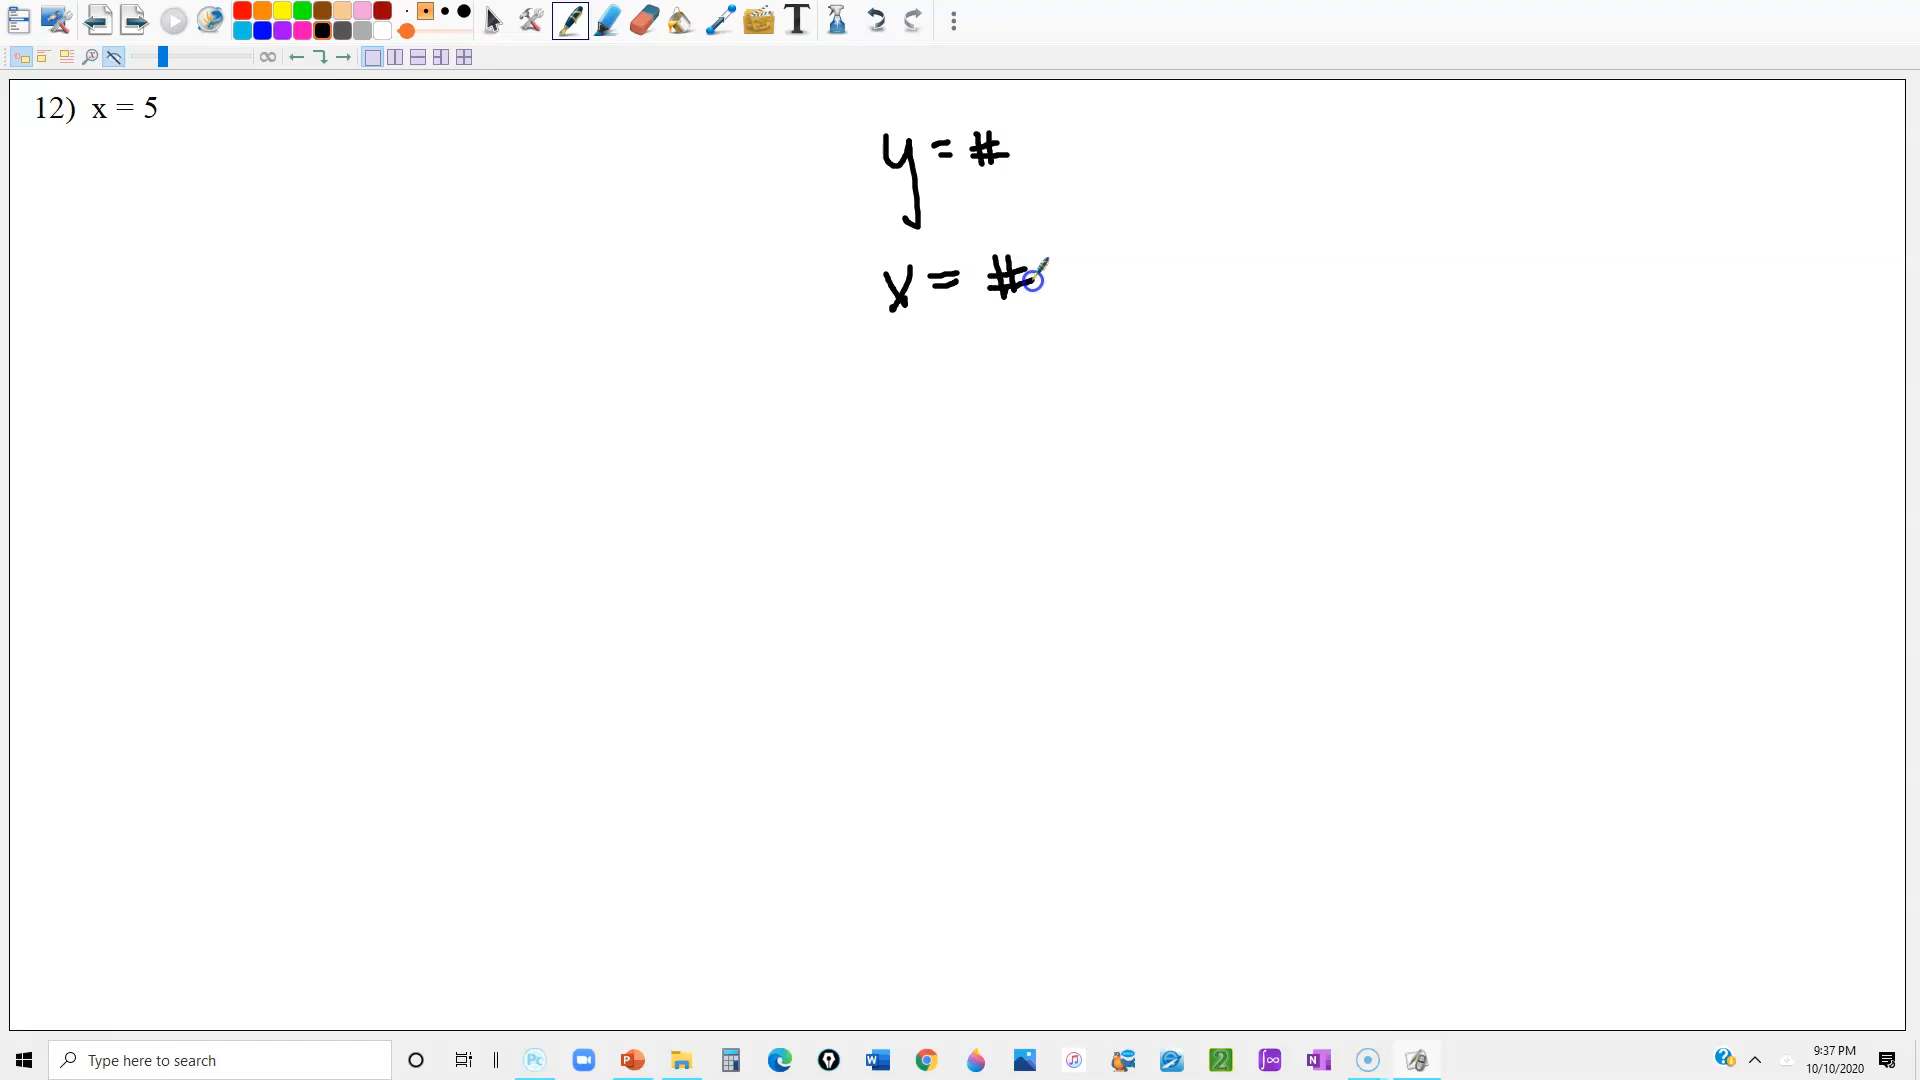 12) x = 5
y = #
x = #
Type here to search
9:37 PM
10/10/2020